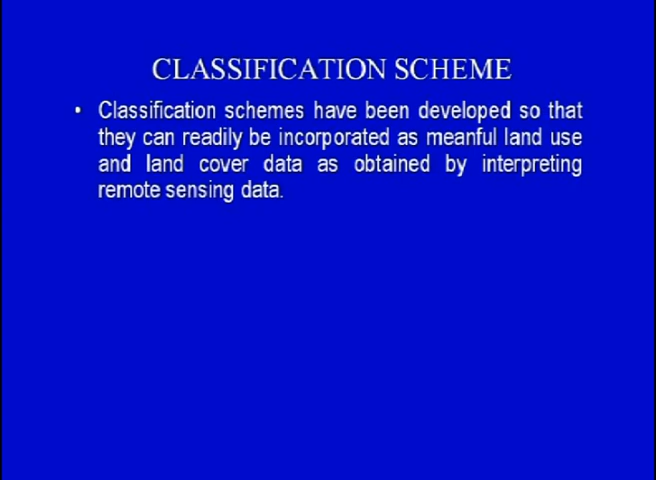 CLASSIFICATION SCHEME
• Classification schemes have been developed so that
they can readily be incorporated as meanful land use
and land cover data as obtained by interpreting
remote sensing data.